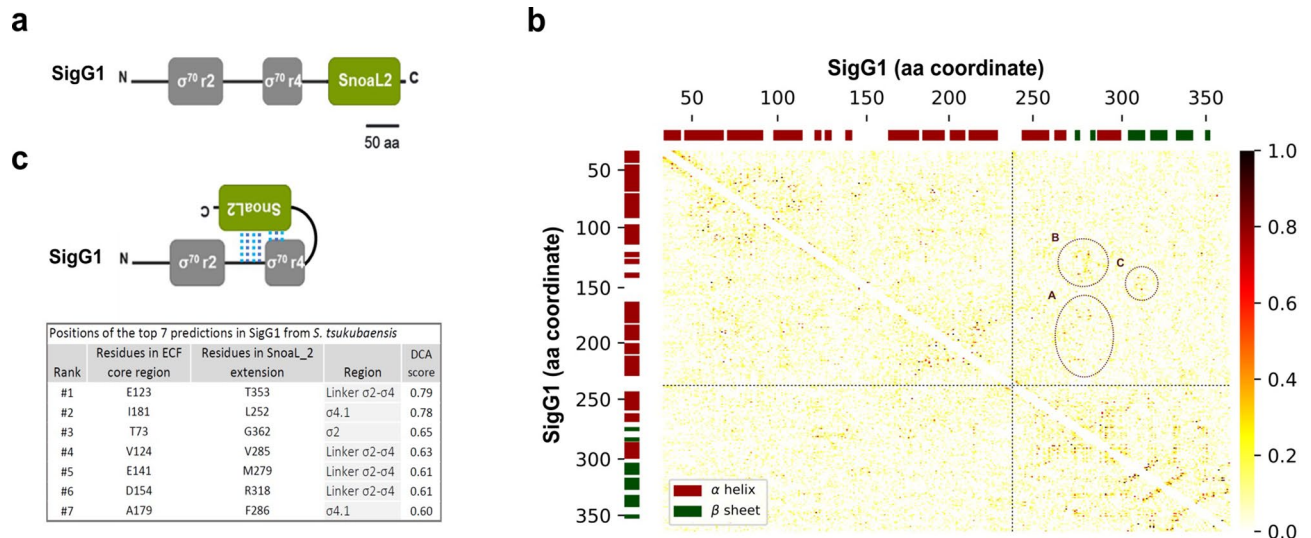 a
SigG1
N
σ⁷⁰ r2
σ⁷⁰ r4
SnoaL2
C
50 aa
c
SnoaL2
C
SigG1
N
σ⁷⁰ r2
σ⁷⁰ r4
Positions of the top 7 predictions in SigG1 from S. tsukubaensis
Rank Residues in ECF core region Residues in SnoaL_2 extension Region DCA score
#1 E123 T353 Linker σ2-σ4 0.79
#2 I181 L252 σ4.1 0.78
#3 T73 G362 σ2 0.65
#4 V124 V285 Linker σ2-σ4 0.63
#5 E141 M279 Linker σ2-σ4 0.61
#6 D154 R318 Linker σ2-σ4 0.61
#7 A179 F286 σ4.1 0.60
b
SigG1 (aa coordinate)
50 100 150 200 250 300 350
SigG1 (aa coordinate)
50
100
150
200
250
300
350
B
C
A
α helix
β sheet
1.0
0.8
0.6
0.4
0.2
0.0